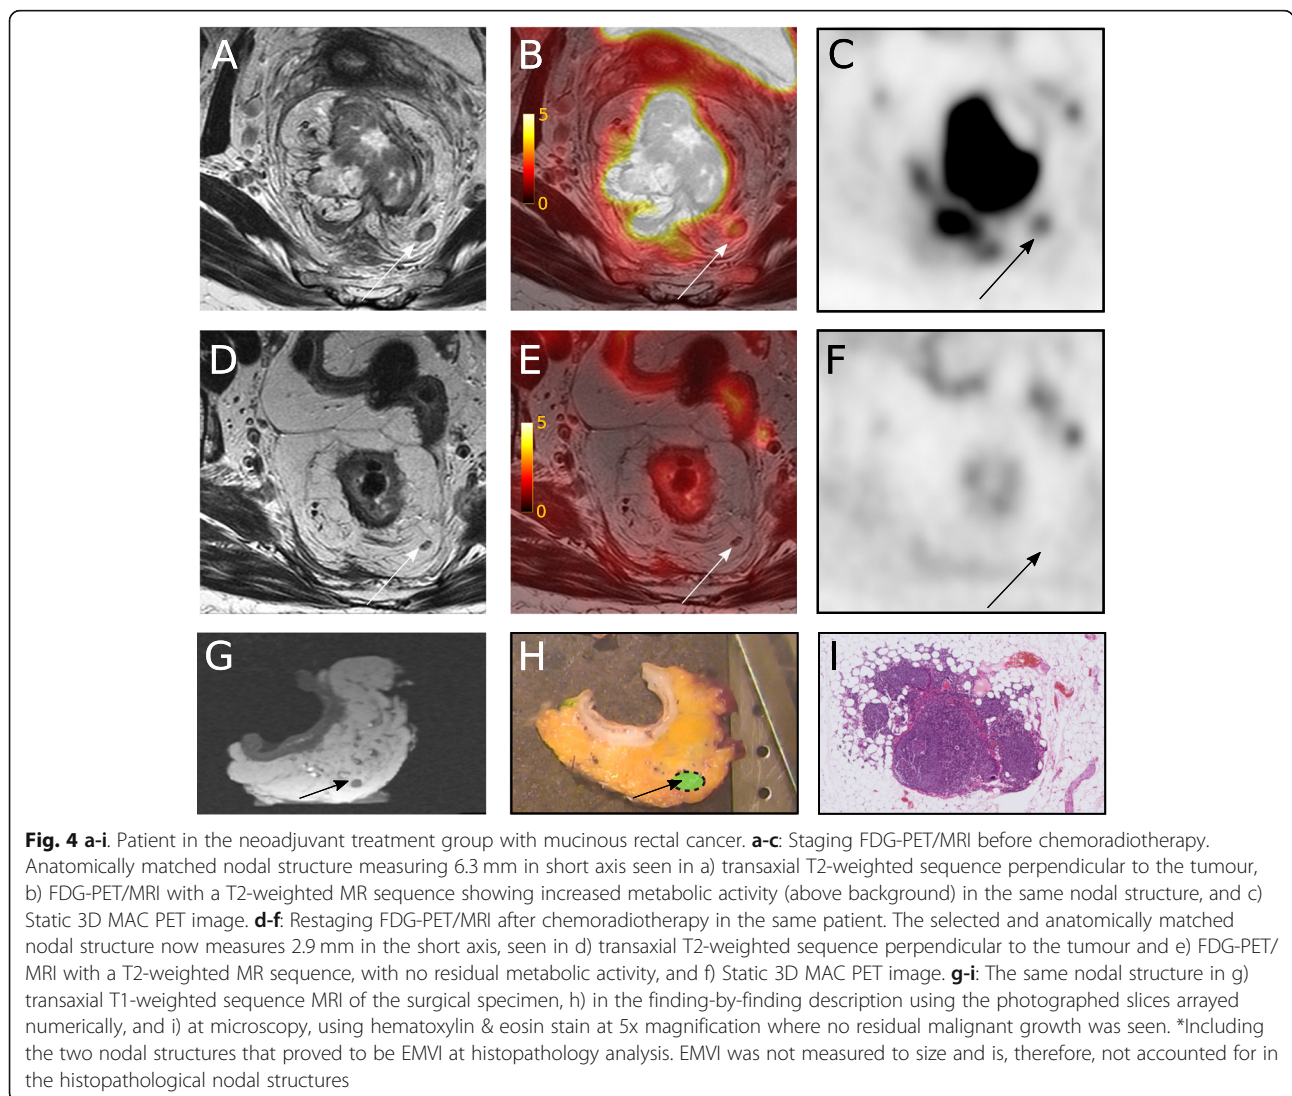 A
B
C
5
0
D
E
F
5
0
G
H
I
Fig. 4 a-i. Patient in the neoadjuvant treatment group with mucinous rectal cancer. a-c: Staging FDG-PET/MRI before chemoradiotherapy.
Anatomically matched nodal structure measuring 6.3 mm in short axis seen in a) transaxial T2-weighted sequence perpendicular to the tumour,
b) FDG-PET/MRI with a T2-weighted MR sequence showing increased metabolic activity (above background) in the same nodal structure, and c)
Static 3D MAC PET image. d-f: Restaging FDG-PET/MRI after chemoradiotherapy in the same patient. The selected and anatomically matched
nodal structure now measures 2.9 mm in the short axis, seen in d) transaxial T2-weighted sequence perpendicular to the tumour and e) FDG-PET/
MRI with a T2-weighted MR sequence, with no residual metabolic activity, and f) Static 3D MAC PET image. g-i: The same nodal structure in g)
transaxial T1-weighted sequence MRI of the surgical specimen, h) in the finding-by-finding description using the photographed slices arrayed
numerically, and i) at microscopy, using hematoxylin & eosin stain at 5x magnification where no residual malignant growth was seen. *Including
the two nodal structures that proved to be EMVI at histopathology analysis. EMVI was not measured to size and is, therefore, not accounted for in
the histopathological nodal structures